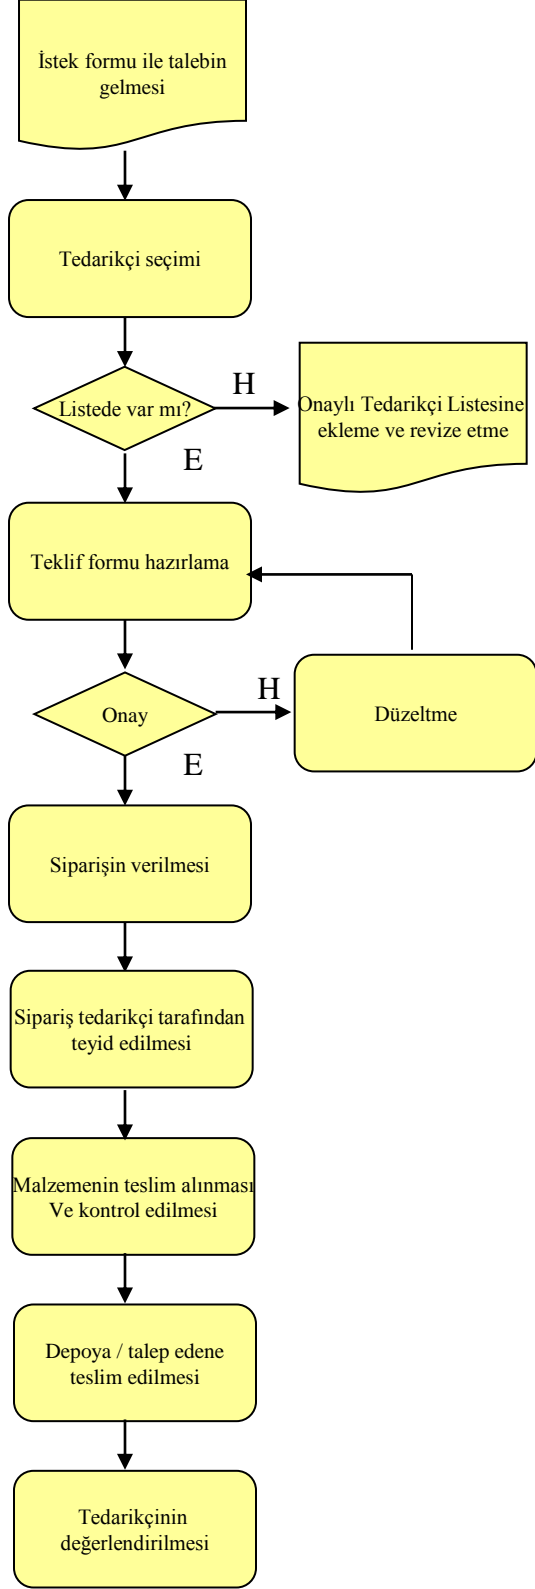 İstek formu ile talebin
gelmesi
Tedarikçi seçimi
Listede var mı?
H
Onaylı Tedarikçi Listesine
ekleme ve revize etme
E
Teklif formu hazırlama
Onay
H
Düzeltme
E
Siparişin verilmesi
Sipariş tedarikçi tarafından
teyid edilmesi
Malzemenin teslim alınması
Ve kontrol edilmesi
Depoya / talep edene
teslim edilmesi
Tedarikçinin
değerlendirilmesi